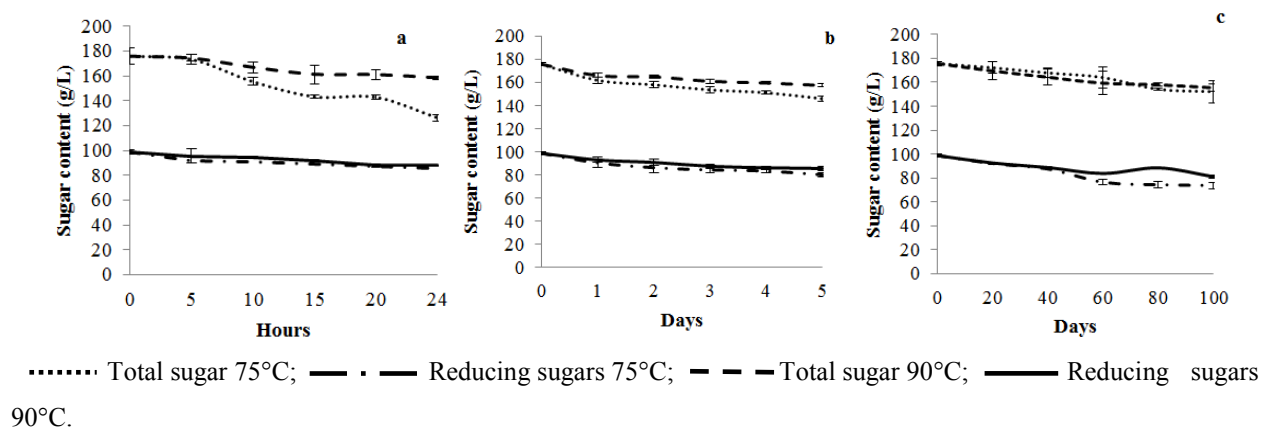 a
200
180
160
140
120
100
80
60
40
20
0
Sugar content (g/L)
0 5 10 15 20 24
Hours
b
200
180
160
140
120
100
80
60
40
20
0
Sugar content (g/L)
0 1 2 3 4 5
Days
c
200
180
160
140
120
100
80
60
40
20
0
Sugar content (g/L)
0 20 40 60 80 100
Days
Total sugar 75°C; Reducing sugars 75°C; Total sugar 90°C; Reducing sugars
90°C.